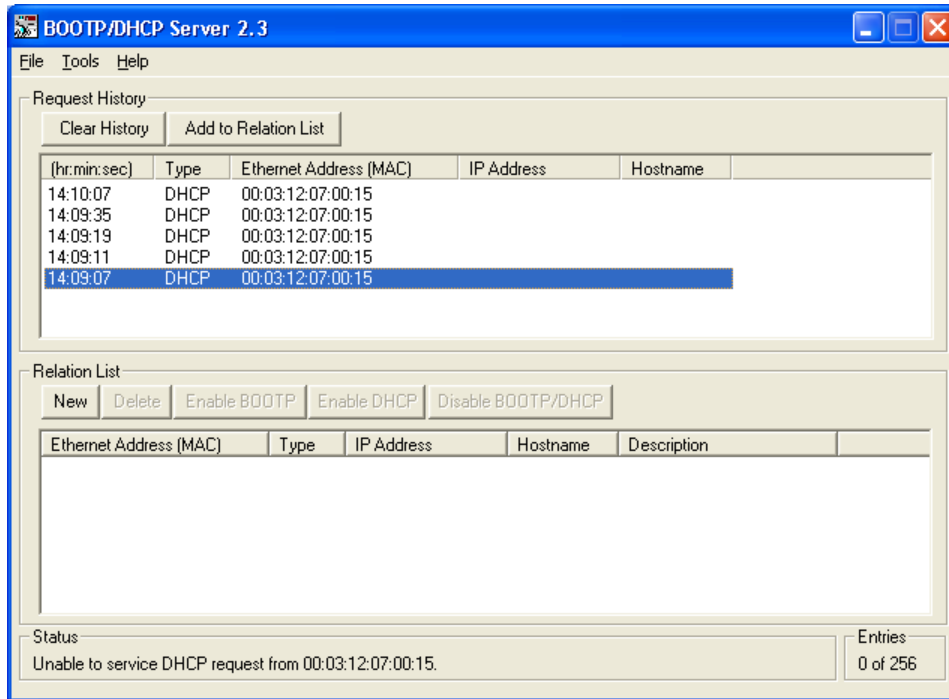 BOOTP/DHCP Server 2.3
File Tools Help
Request History
Clear History Add to Relation List
(hr:min:sec) Type Ethernet Address (MAC) IP Address Hostname
14:10:07 DHCP 00:03:12:07:00:15
14:09:35 DHCP 00:03:12:07:00:15
14:09:19 DHCP 00:03:12:07:00:15
14:09:11 DHCP 00:03:12:07:00:15
14:09:07 DHCP 00:03:12:07:00:15
Relation List
New Delete Enable BOOTP Enable DHCP Disable BOOTP/DHCP
Ethernet Address (MAC) Type IP Address Hostname Description
Status
Unable to service DHCP request from 00:03:12:07:00:15.
Entries
0 of 256